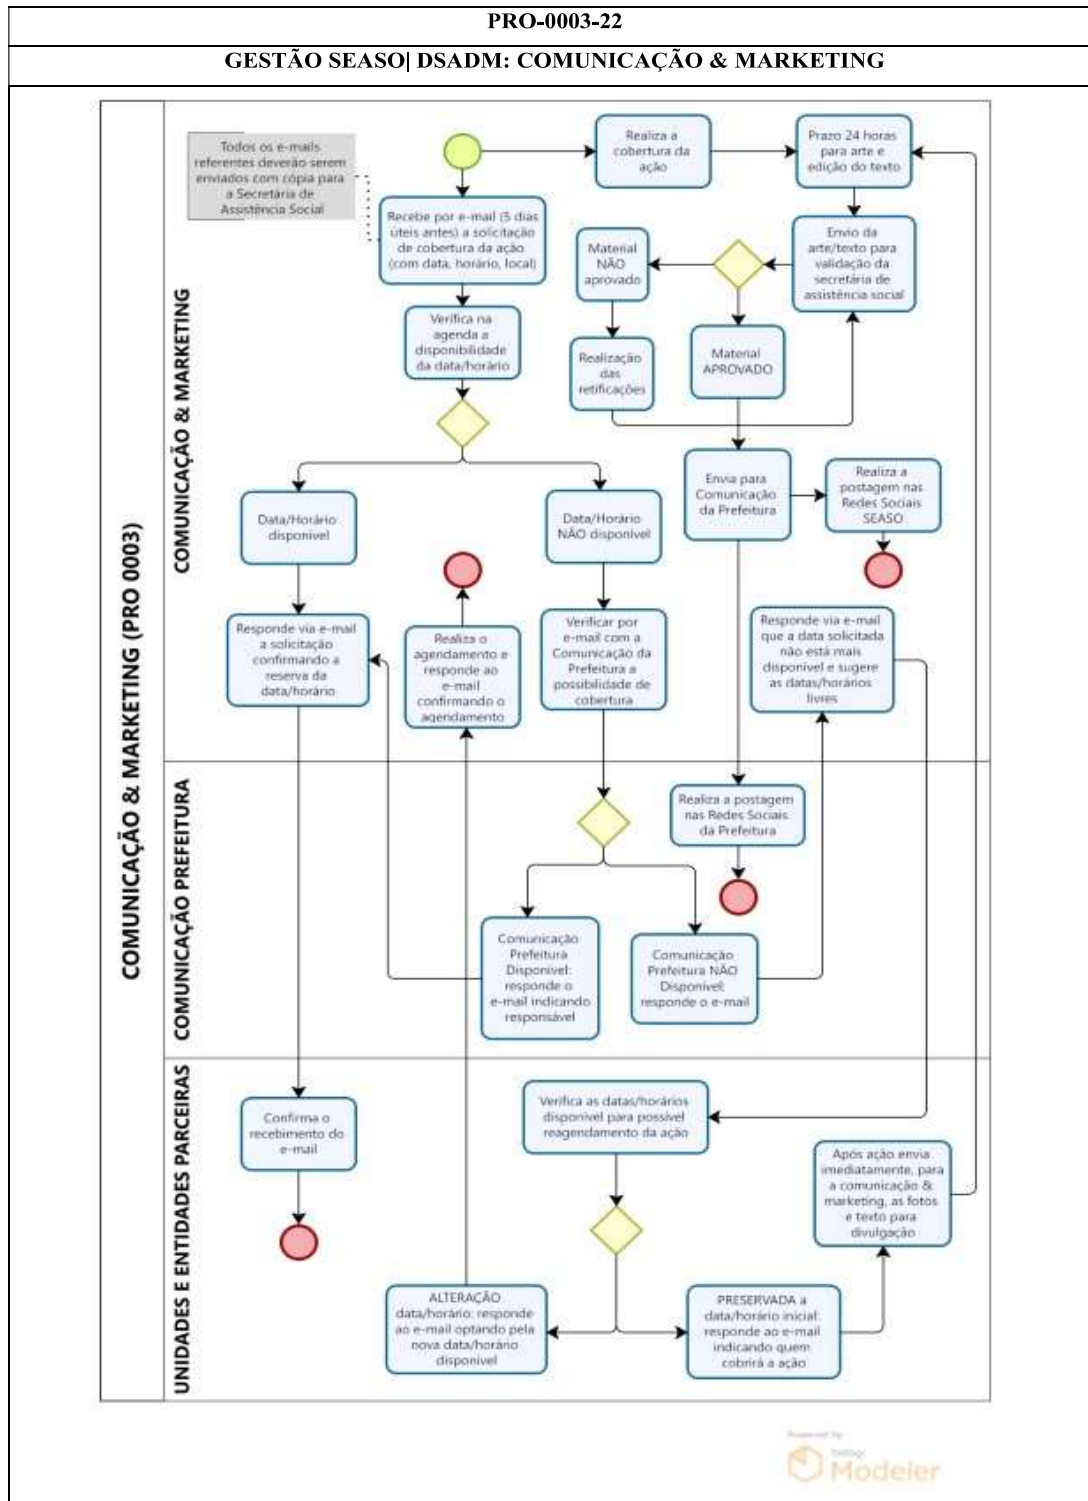 PRO-0003-22
GESTÃO SEASO| DSADM: COMUNICAÇÃO & MARKETING
COMUNICAÇÃO & MARKETING (PRO 0003)
COMUNICAÇÃO & MARKETING
Todos os e-mails
referentes deverão serem
enviados com cópia para
a Secretária de
Assistência Social
Realiza a
cobertura da
ação
Prazo 24 horas
para arte e
edição do texto
Recebe por e-mail (5 dias
úteis antes) a solicitação
de cobertura da ação
(com data, horário, local)
Material
NÃO
aprovado
Envio da
arte/texto para
validação da
secretária de
assistência social
Verifica na
agenda a
disponibilidade
da data/horário
Realização
das
retificações
Material
APROVADO
Envia para
Comunicação
da Prefeitura
Realiza a
postagem nas
Redes Sociais
SEASO
Data/Horário
disponível
Data/Horário
NÃO disponível
Responde via e-mail
a solicitação
confirmando a
reserva da
data/horário
Realiza o
agendamento e
responde ao
e-mail
confirmando o
agendamento
Verificar por
e-mail com a
Comunicação da
Prefeitura a
possibilidade de
cobertura
Responde via e-mail
que a data solicitada
não está mais
disponível e sugere
as datas/horários
livres
COMUNICAÇÃO PREFEITURA
Realiza a postagem
nas Redes Sociais
da Prefeitura
Comunicação
Prefeitura
Disponível:
responde o
e-mail indicando
responsável
Comunicação
Prefeitura NÃO
Disponível:
responde o e-mail
UNIDADES E ENTIDADES PARCEIRAS
Confirma o
recebimento do
e-mail
Verifica as datas/horários
disponível para possível
reagendamento da ação
Após ação envia
imediatamente, para
a comunicação &
marketing, as fotos
e texto para
divulgação
ALTERAÇÃO
data/horário: responde
ao e-mail optando pela
nova data/horário
disponível
PRESERVADA a
data/horário inicial:
responde ao e-mail
indicando quem
cobrirá a ação
Powered by
bizagi
Modeler